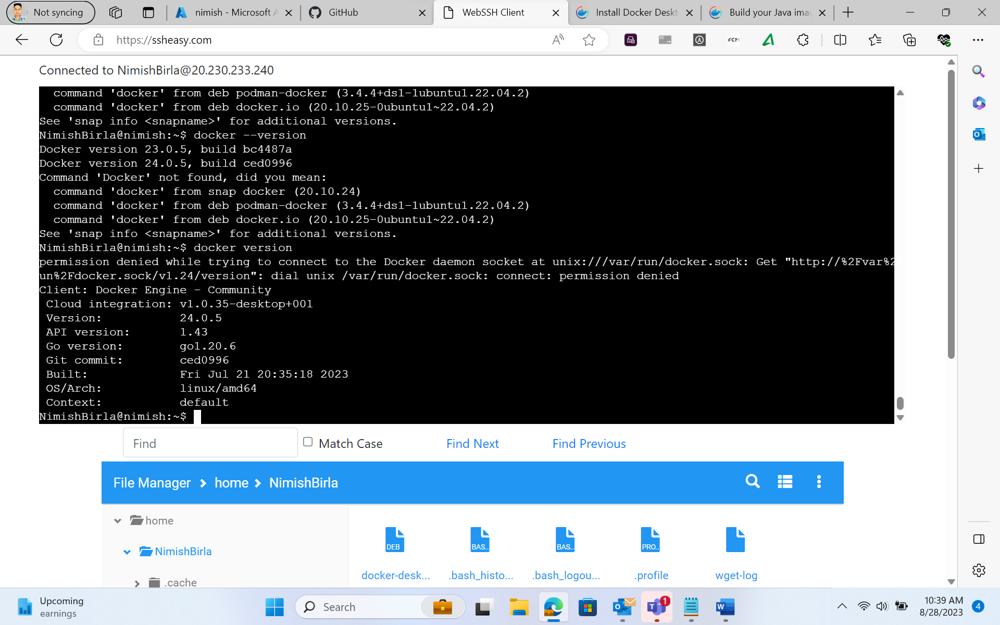 Not syncing
nimish - Microsoft A
GitHub
WebSSH Client
Install Docker Deskt
Build your Java imag
https://ssheasy.com
FCM
Connected to NimishBirla@20.230.233.240
command 'docker' from deb podman-docker (3.4.4+ds1-1ubuntu1.22.04.2)
command 'docker' from deb docker.io (20.10.25-0ubuntu1~22.04.2)
See 'snap info <snapname>' for additional versions.
NimishBirla@nimish:~$ docker --version
Docker version 23.0.5, build bc4487a
Docker version 24.0.5, build ced0996
Command 'Docker' not found, did you mean:
command 'docker' from snap docker (20.10.24)
command 'docker' from deb podman-docker (3.4.4+ds1-1ubuntu1.22.04.2)
command 'docker' from deb docker.io (20.10.25-0ubuntu1~22.04.2)
See 'snap info <snapname>' for additional versions.
NimishBirla@nimish:~$ docker version
permission denied while trying to connect to the Docker daemon socket at unix:///var/run/docker.sock: Get "http://%2Fvar%2F
un%2Fdocker.sock/v1.24/version": dial unix /var/run/docker.sock: connect: permission denied
Client: Docker Engine - Community
Cloud integration: v1.0.35-desktop+001
Version: 24.0.5
API version: 1.43
Go version: go1.20.6
Git commit: ced0996
Built: Fri Jul 21 20:35:18 2023
OS/Arch: linux/amd64
Context: default
NimishBirla@nimish:~$
Find
Match Case
Find Next
Find Previous
File Manager
home
NimishBirla
home
NimishBirla
.cache
DEB
BAS..
BAS..
PRO..
docker-desk...
.bash_histo...
.bash_logou...
.profile
wget-log
Upcoming
earnings
Search
1
10:39 AM
8/28/2023
4